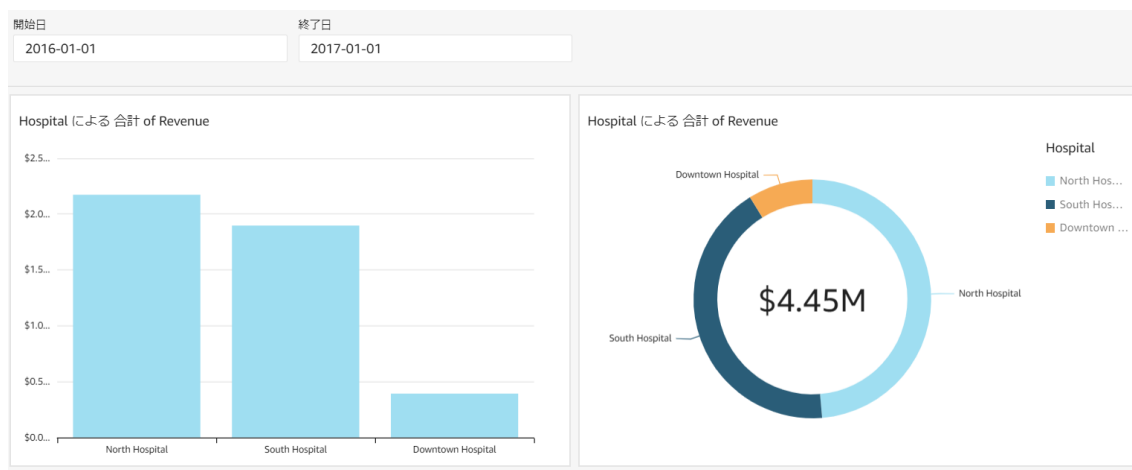 開始日
2016-01-01
終了日
2017-01-01
Hospital による 合計 of Revenue
$2.5...
$2.0...
$1.5...
$1.0...
$0.5...
$0.0...
North Hospital
South Hospital
Downtown Hospital
Hospital による 合計 of Revenue
Downtown Hospital
$4.45M
North Hospital
South Hospital
Hospital
North Hos...
South Hos...
Downtown ...